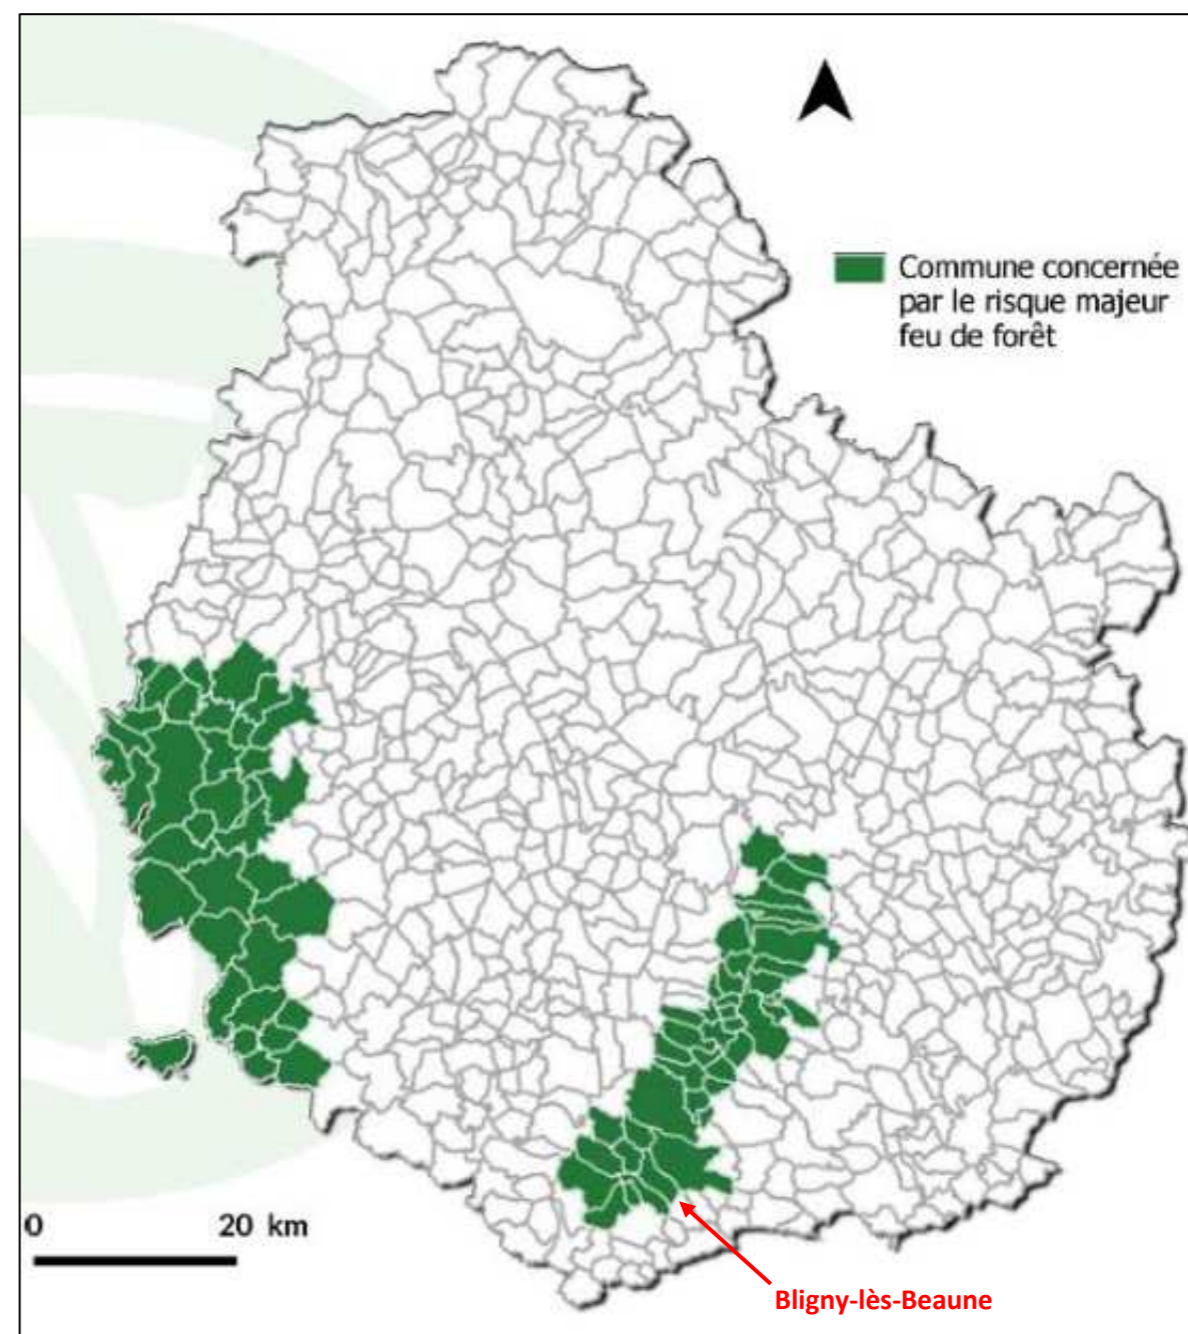 Commune concernée
par le risque majeur
feu de forêt
0 20 km
Bligny-lès-Beaune